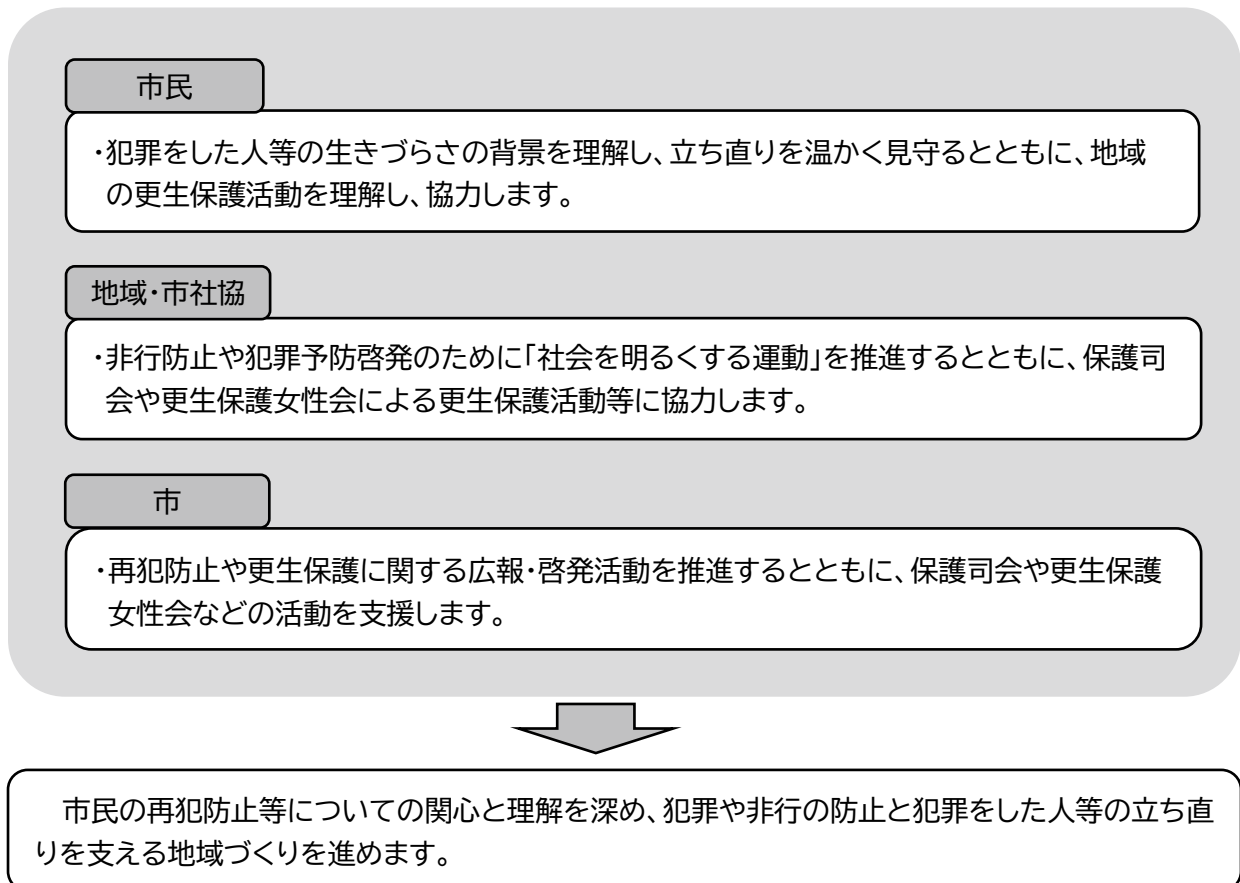 市民
・犯罪をした人等の生きづらさの背景を理解し、立ち直りを温かく見守るとともに、地域
の更生保護活動を理解し、協力します。
地域・市社協
・非行防止や犯罪予防啓発のために「社会を明るくする運動」を推進するとともに、保護司
会や更生保護女性会による更生保護活動等に協力します。
市
・再犯防止や更生保護に関する広報・啓発活動を推進するとともに、保護司会や更生保護
女性会などの活動を支援します。
市民の再犯防止等についての関心と理解を深め、犯罪や非行の防止と犯罪をした人等の立ち直
りを支える地域づくりを進めます。